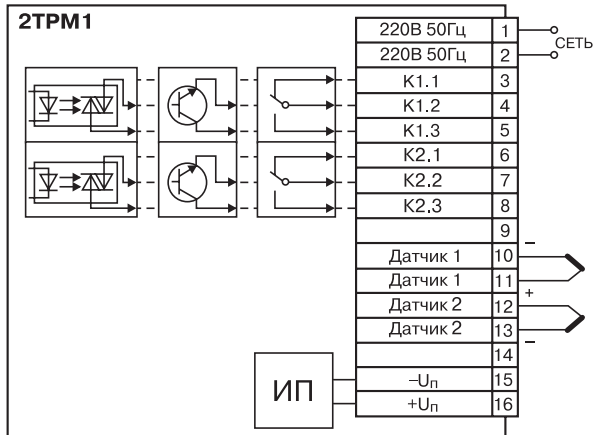 2ТРМ1
220В 50Гц 1
220В 50Гц 2
СЕТЬ
К1.1 3
К1.2 4
К1.3 5
К2.1 6
К2.2 7
К2.3 8
9
−
Датчик 1 10
Датчик 1 11
+
Датчик 2 12
Датчик 2 13
−
14
ИП
−Uп 15
+Uп 16